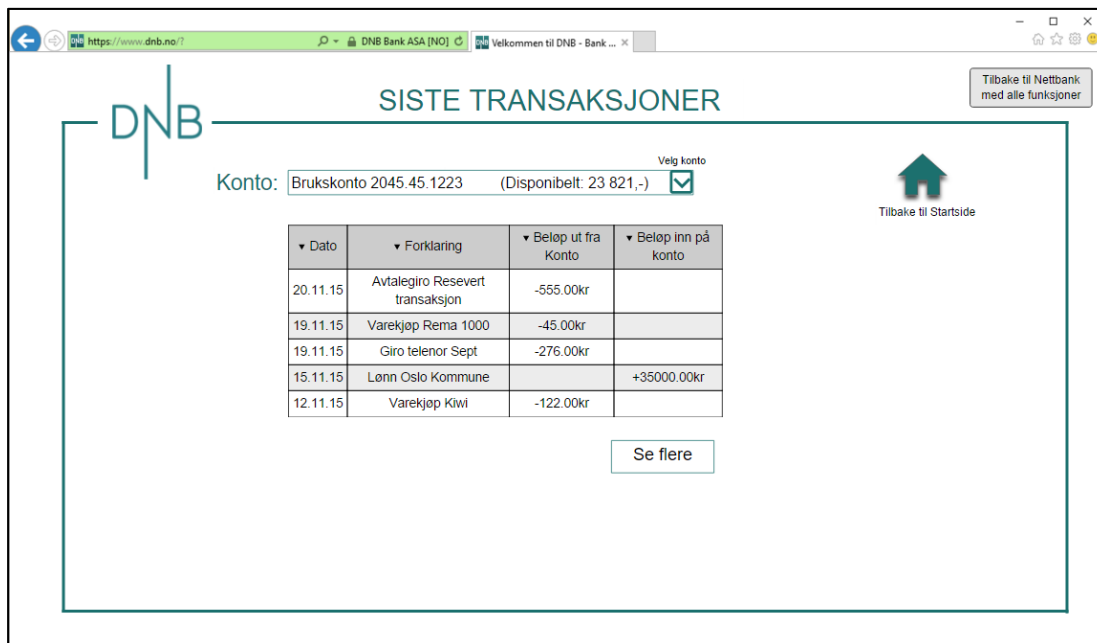 https://www.dnb.no/?
DNB Bank ASA [NO]
DNB
Velkommen til DNB - Bank ...
Tilbake til Nettbank
med alle funksjoner
DNB
SISTE TRANSAKSJONER
Velg konto
Konto:
Brukskonto 2045.45.1223 (Disponibelt: 23 821,-)
Tilbake til Startside
▼ Dato ▼ Forklaring ▼ Beløp ut fra Konto ▼ Beløp inn på konto
20.11.15 Avtalegiro Resevert transaksjon -555.00kr
19.11.15 Varekjøp Rema 1000 -45.00kr
19.11.15 Giro telenor Sept -276.00kr
15.11.15 Lønn Oslo Kommune +35000.00kr
12.11.15 Varekjøp Kiwi -122.00kr
Se flere